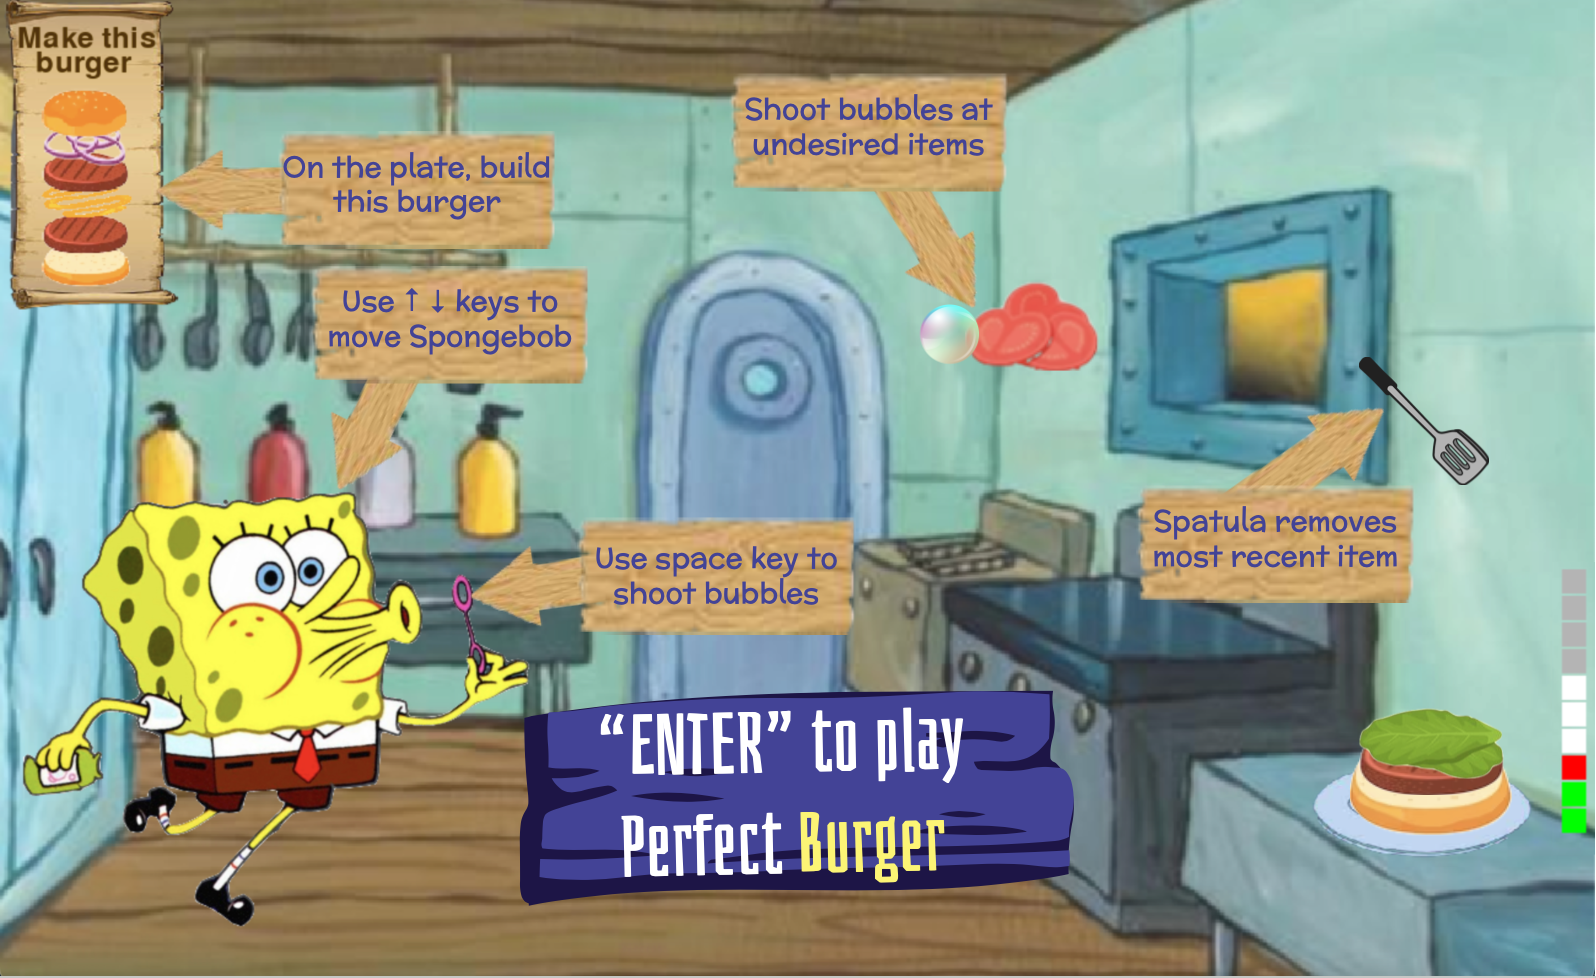 Make this
burger
On the plate, build
this burger
Shoot bubbles at
undesired items
Use ↑ ↓ keys to
move Spongebob
Use space key to
shoot bubbles
Spatula removes
most recent item
“ENTER” to play
Perfect Burger